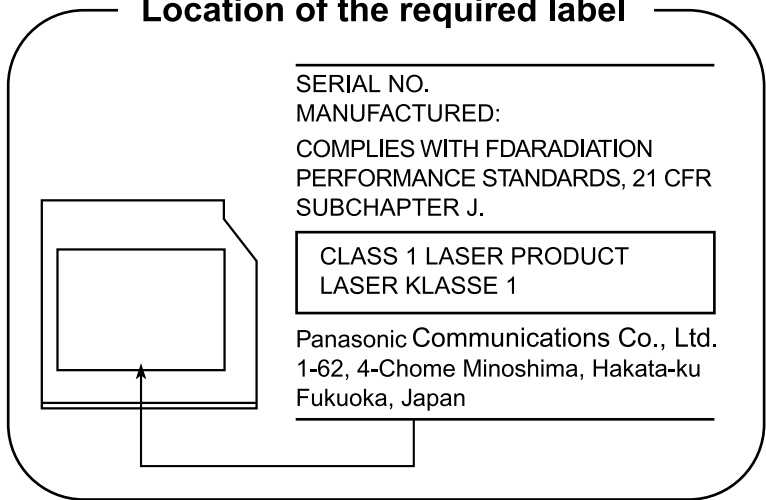 Location of the required label
SERIAL NO.
MANUFACTURED:
COMPLIES WITH FDARADIATION
PERFORMANCE STANDARDS, 21 CFR
SUBCHAPTER J.
CLASS 1 LASER PRODUCT
LASER KLASSE 1
Panasonic Communications Co., Ltd.
1-62, 4-Chome Minoshima, Hakata-ku
Fukuoka, Japan